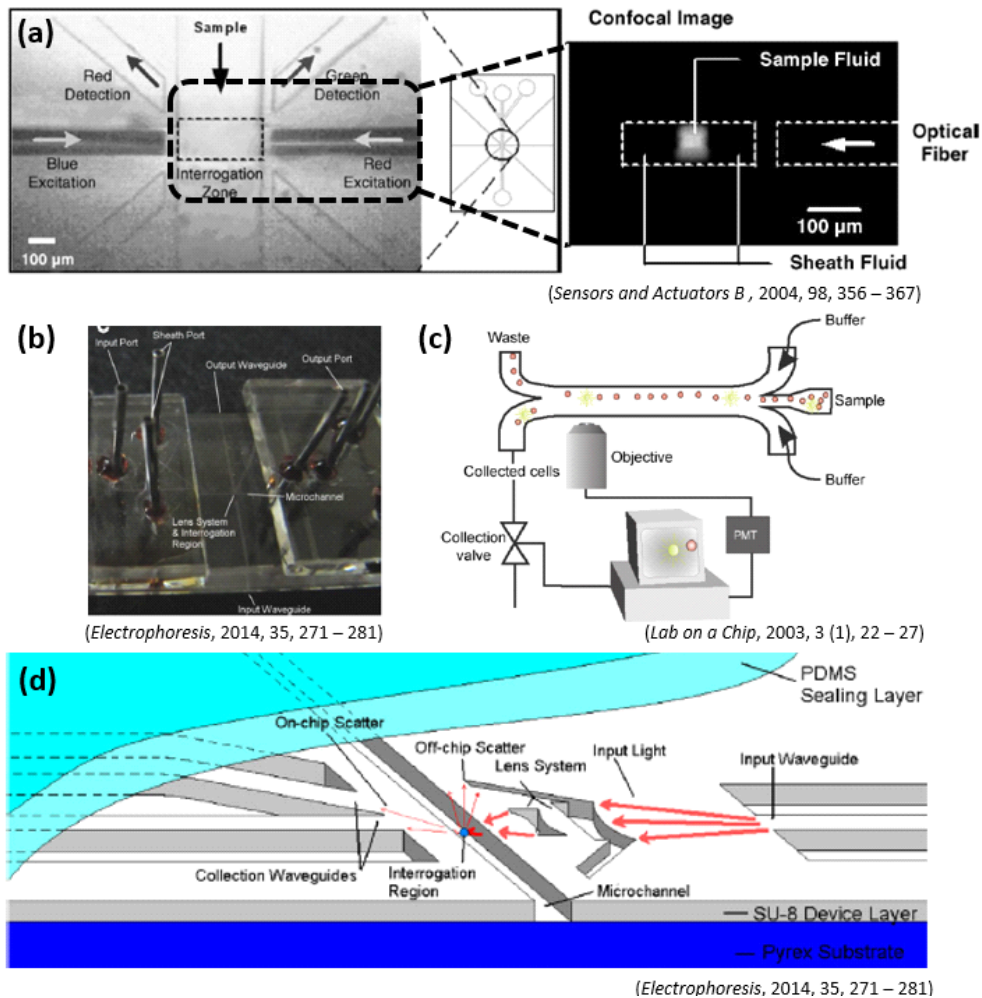 (a)
Sample
Red
Detection
Green
Detection
Blue
Excitation
Interrogation
Zone
Red
Excitation
100 µm
Confocal Image
Sample Fluid
Optical
Fiber
100 µm
Sheath Fluid
(Sensors and Actuators B , 2004, 98, 356 – 367)
(b)
Input Port
Sheath Port
Output Waveguide
Output Port
Microchannel
Lens System
& Interrogation
Region
Input Waveguide
(Electrophoresis, 2014, 35, 271 – 281)
(c)
Waste
Buffer
Sample
Buffer
Objective
Collected cells
Collection
valve
PMT
(Lab on a Chip, 2003, 3 (1), 22 – 27)
(d)
PDMS
Sealing Layer
On-chip Scatter
Off-chip Scatter
Lens System
Input Light
Input Waveguide
Collection Waveguides
Interrogation
Region
Microchannel
SU-8 Device Layer
Pyrex Substrate
(Electrophoresis, 2014, 35, 271 – 281)